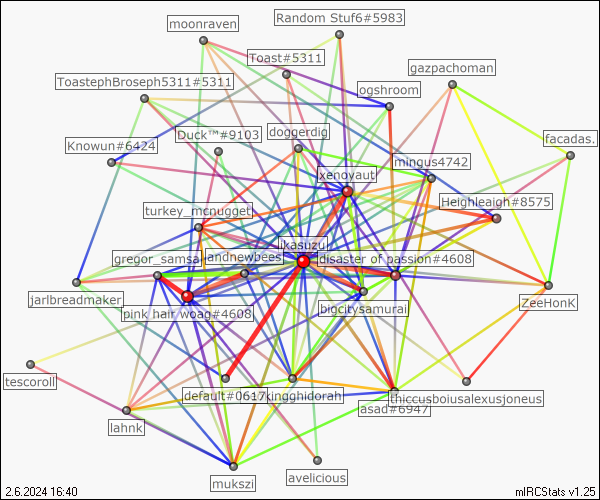 moonraven
Random Stuf6#5983
Toast#5311
gazpachoman
ToastephBroseph5311#5311
ogshroom
Knowun#6424
Duck™#9103
doggerdig
facadas.
mingus4742
xenoyaut
Heighleaigh#8575
turkey_mcnugget
ikasuzu
gregor_samsa
andnewbees
disaster of passion#4608
jarlbreadmaker
pink hair woag#4608
bigcitysamurai
ZeeHonK
tescoroll
default#0617
kingghidorah
thiccusboiusalexusjoneus
asad#6947
lahnk
mukszi
avelicious
2.6.2024 16:40
mIRCStats v1.25